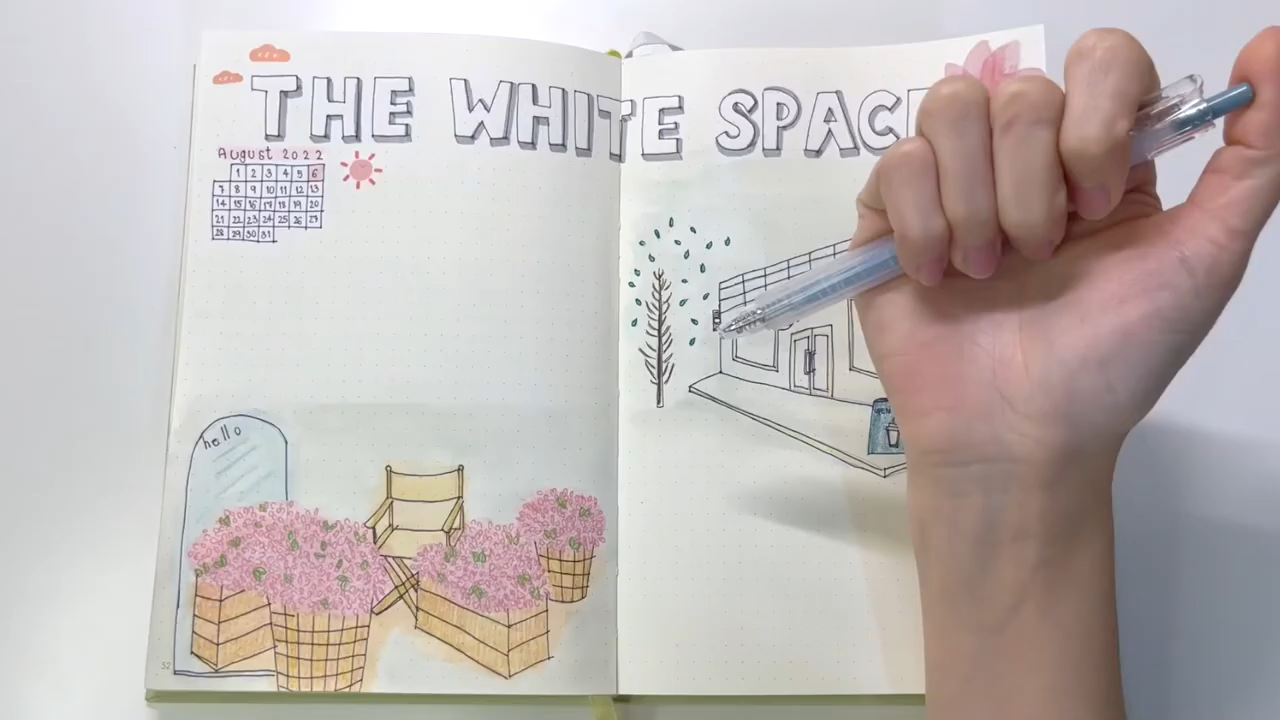 THE WHITE SPAC
August 2022
1 2 3 4 5 6
7 8 9 10 11 12 13
14 15 16 17 18 19 20
21 22 23 24 25 26 27
28 29 30 31
hello
52